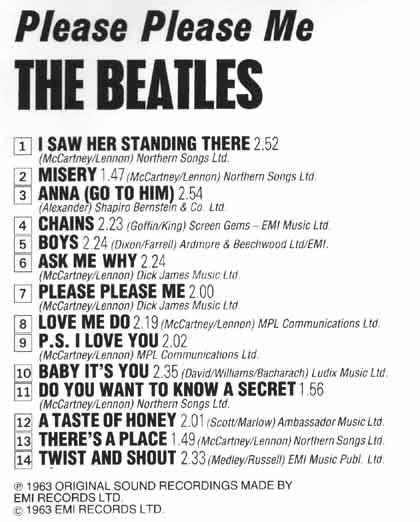 Please Please Me
THE BEATLES
1 I SAW HER STANDING THERE 2.52
(McCartney/Lennon) Northern Songs Ltd.
2 MISERY 1.47 (McCartney/Lennon) Northern Songs Ltd.
3 ANNA (GO TO HIM) 2.54
(Alexander) Shapiro Bernstein & Co. Ltd.
4 CHAINS 2.23 (Goffin/King) Screen Gems – EMI Music Ltd.
5 BOYS 2.24 (Dixon/Farrell) Ardmore & Beechwood Ltd/EMI.
6 ASK ME WHY 2.24
(McCartney/Lennon) Dick James Music Ltd.
7 PLEASE PLEASE ME 2.00
(McCartney/Lennon) Dick James Music Ltd.
8 LOVE ME DO 2.19 (McCartney/Lennon) MPL Communications Ltd.
9 P.S. I LOVE YOU 2.02
(McCartney/Lennon) MPL Communications Ltd.
10 BABY IT'S YOU 2.35 (David/Williams/Bacharach) Ludix Music Ltd.
11 DO YOU WANT TO KNOW A SECRET 1.56
(McCartney/Lennon) Northern Songs Ltd.
12 A TASTE OF HONEY 2.01 (Scott/Marlow) Ambassador Music Ltd.
13 THERE'S A PLACE 1.49 (McCartney/Lennon) Northern Songs Ltd.
14 TWIST AND SHOUT 2.33 (Medley/Russell) EMI Music Publ. Ltd.
℗ 1963 ORIGINAL SOUND RECORDINGS MADE BY
EMI RECORDS LTD.
© 1963 EMI RECORDS LTD.